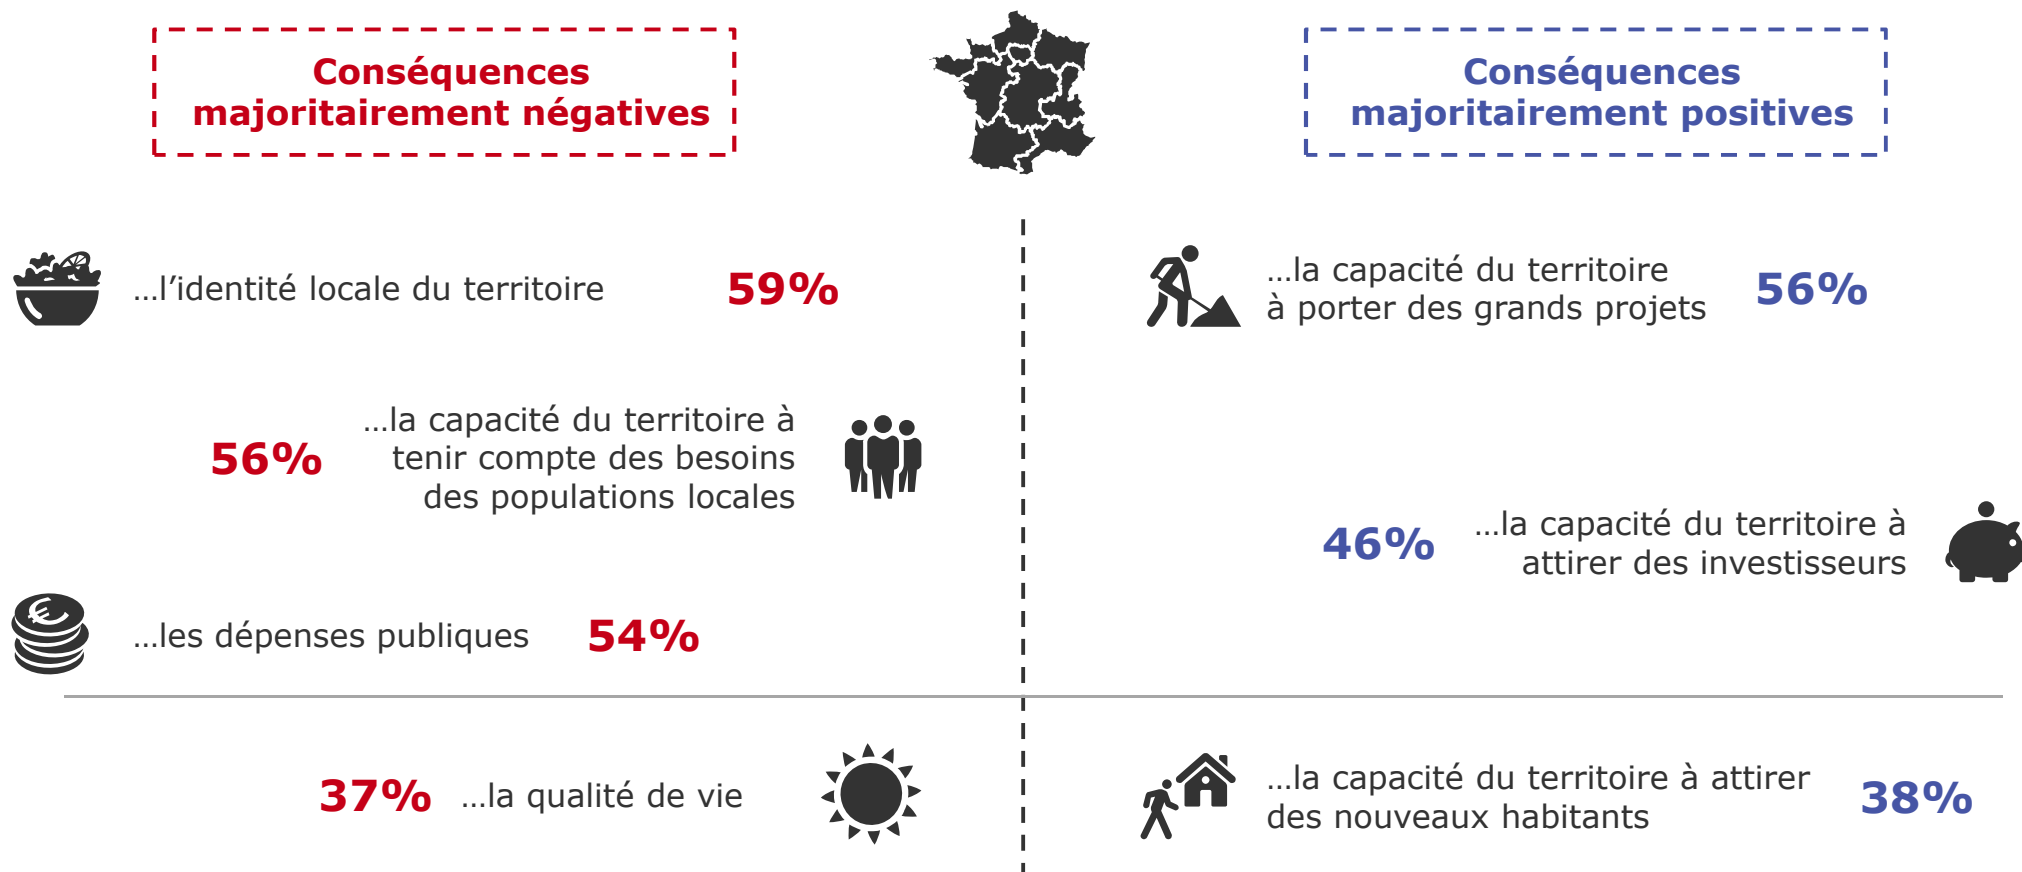 Conséquences
majoritairement négatives
Conséquences
majoritairement positives
…l’identité locale du territoire 59%
56%
…la capacité du territoire à
tenir compte des besoins
des populations locales
€
…les dépenses publiques 54%
37% …la qualité de vie
…la capacité du territoire
à porter des grands projets
56%
46%
…la capacité du territoire à
attirer des investisseurs
…la capacité du territoire à attirer
des nouveaux habitants
38%